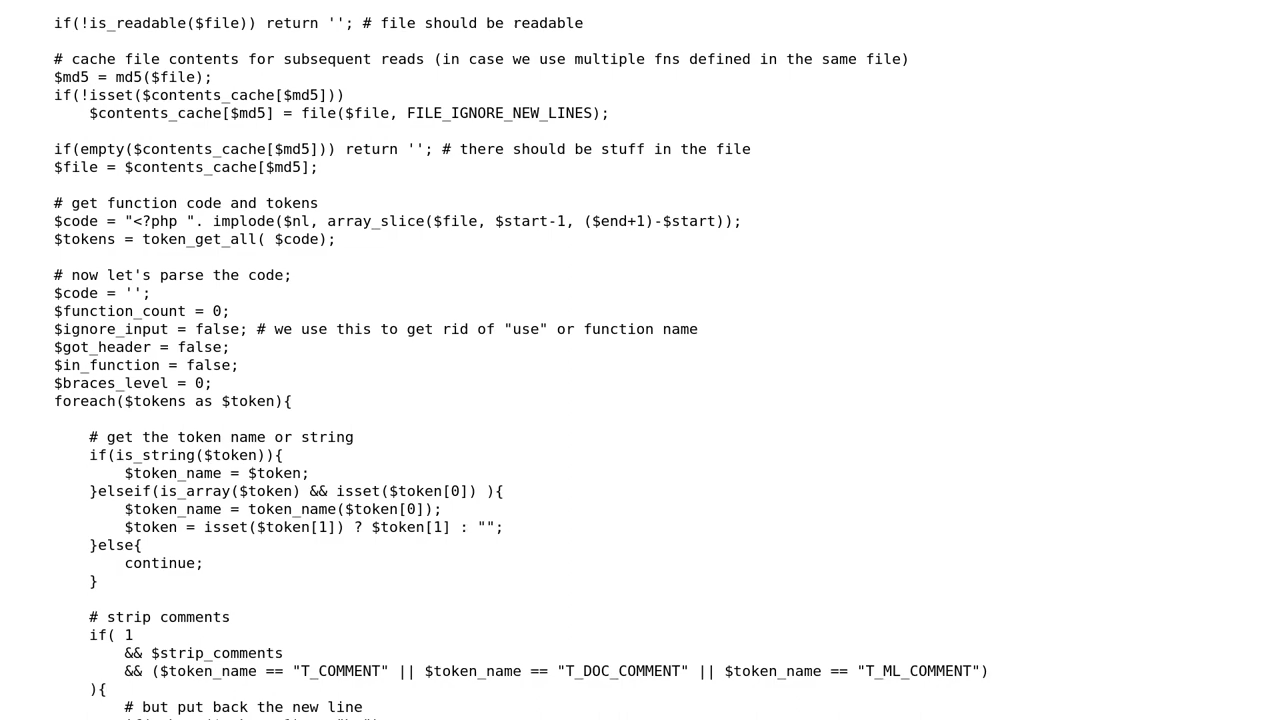 if(!is_readable($file)) return ''; # file should be readable
# cache file contents for subsequent reads (in case we use multiple fns defined in the same file)
$md5 = md5($file);
if(!isset($contents_cache[$md5]))
$contents_cache[$md5] = file($file, FILE_IGNORE_NEW_LINES);
if(empty($contents_cache[$md5])) return ''; # there should be stuff in the file
$file = $contents_cache[$md5];
# get function code and tokens
$code = "<?php ". implode($nl, array_slice($file, $start-1, ($end+1)-$start));
$tokens = token_get_all( $code);
# now let's parse the code;
$code = '';
$function_count = 0;
$ignore_input = false; # we use this to get rid of "use" or function name
$got_header = false;
$in_function = false;
$braces_level = 0;
foreach($tokens as $token){
# get the token name or string
if(is_string($token)){
$token_name = $token;
}elseif(is_array($token) && isset($token[0]) ){
$token_name = token_name($token[0]);
$token = isset($token[1]) ? $token[1] : "";
}else{
continue;
}
# strip comments
if( 1
&& $strip_comments
&& ($token_name == "T_COMMENT" || $token_name == "T_DOC_COMMENT" || $token_name == "T_ML_COMMENT")
){
# but put back the new line